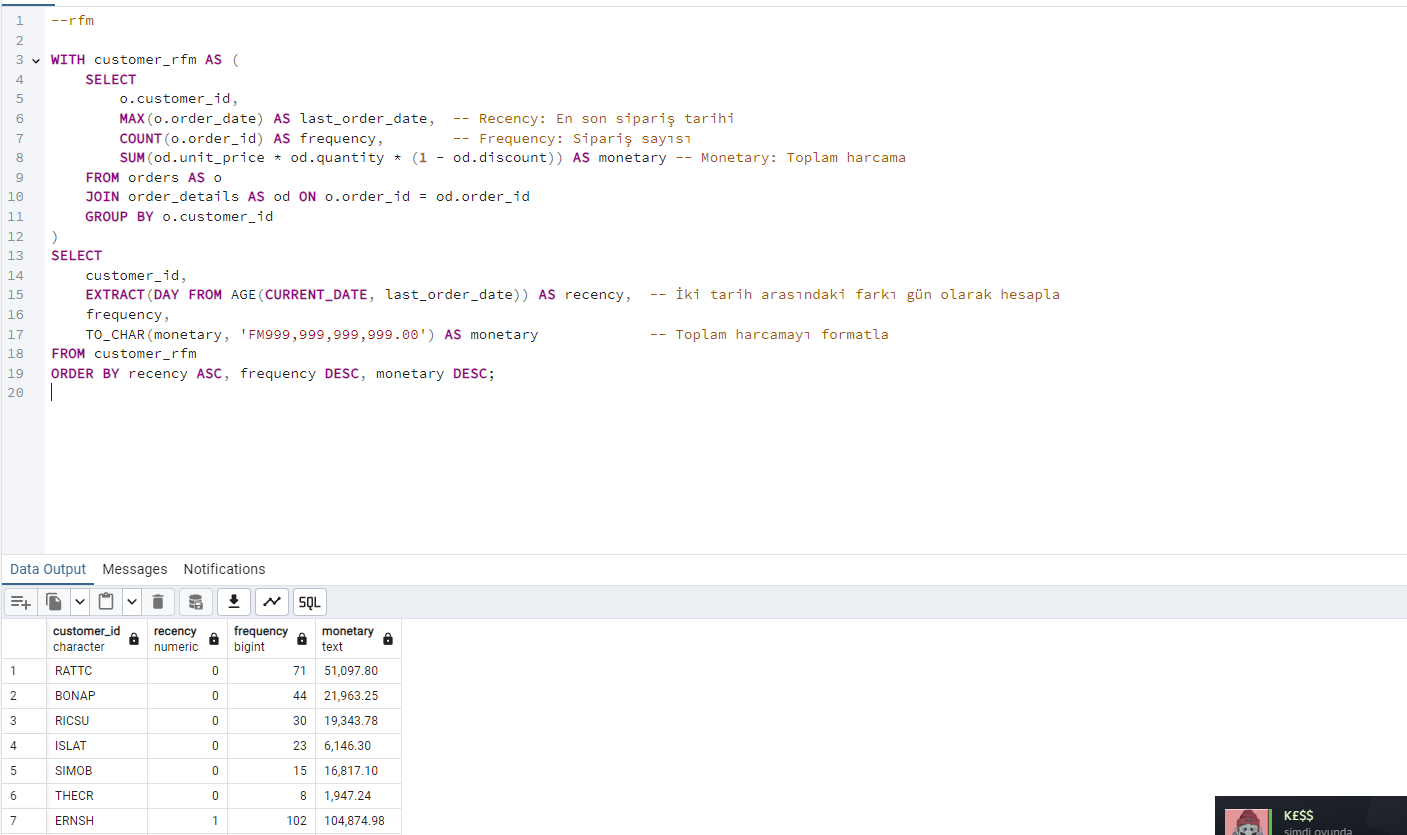 1 --rfm
2
3 WITH customer_rfm AS (
4 SELECT
5 o.customer_id,
6 MAX(o.order_date) AS last_order_date,  -- Recency: En son sipariş tarihi
7 COUNT(o.order_id) AS frequency,        -- Frequency: Sipariş sayısı
8 SUM(od.unit_price * od.quantity * (1 - od.discount)) AS monetary -- Monetary: Toplam harcama
9 FROM orders AS o
10 JOIN order_details AS od ON o.order_id = od.order_id
11 GROUP BY o.customer_id
12 )
13 SELECT
14 customer_id,
15 EXTRACT(DAY FROM AGE(CURRENT_DATE, last_order_date)) AS recency,  -- İki tarih arasındaki farkı gün olarak hesapla
16 frequency,
17 TO_CHAR(monetary, 'FM999,999,999,999.00') AS monetary             -- Toplam harcamayı formatla
18 FROM customer_rfm
19 ORDER BY recency ASC, frequency DESC, monetary DESC;
20
Data Output Messages Notifications
SQL
customer_id recency frequency monetary
character numeric bigint text
1 RATTC 0 71 51,097.80
2 BONAP 0 44 21,963.25
3 RICSU 0 30 19,343.78
4 ISLAT 0 23 6,146.30
5 SIMOB 0 15 16,817.10
6 THECR 0 8 1,947.24
7 ERNSH 1 102 104,874.98
K£$$
şimdi oyunda